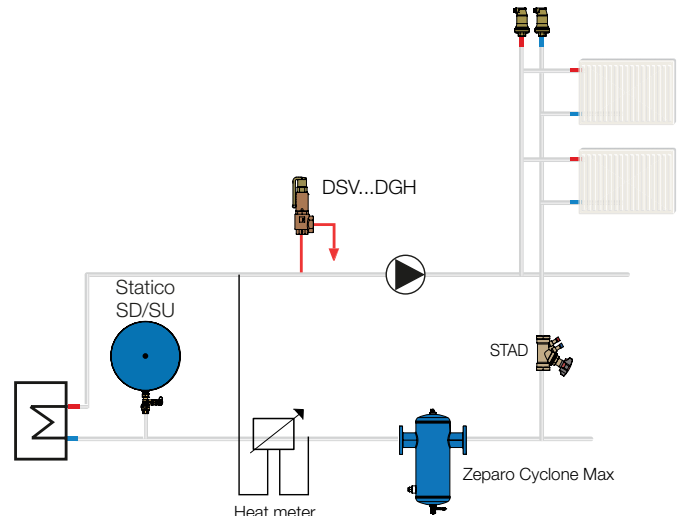 DSV...DGH
Statico
SD/SU
STAD
Zeparo Cyclone Max
Heat meter